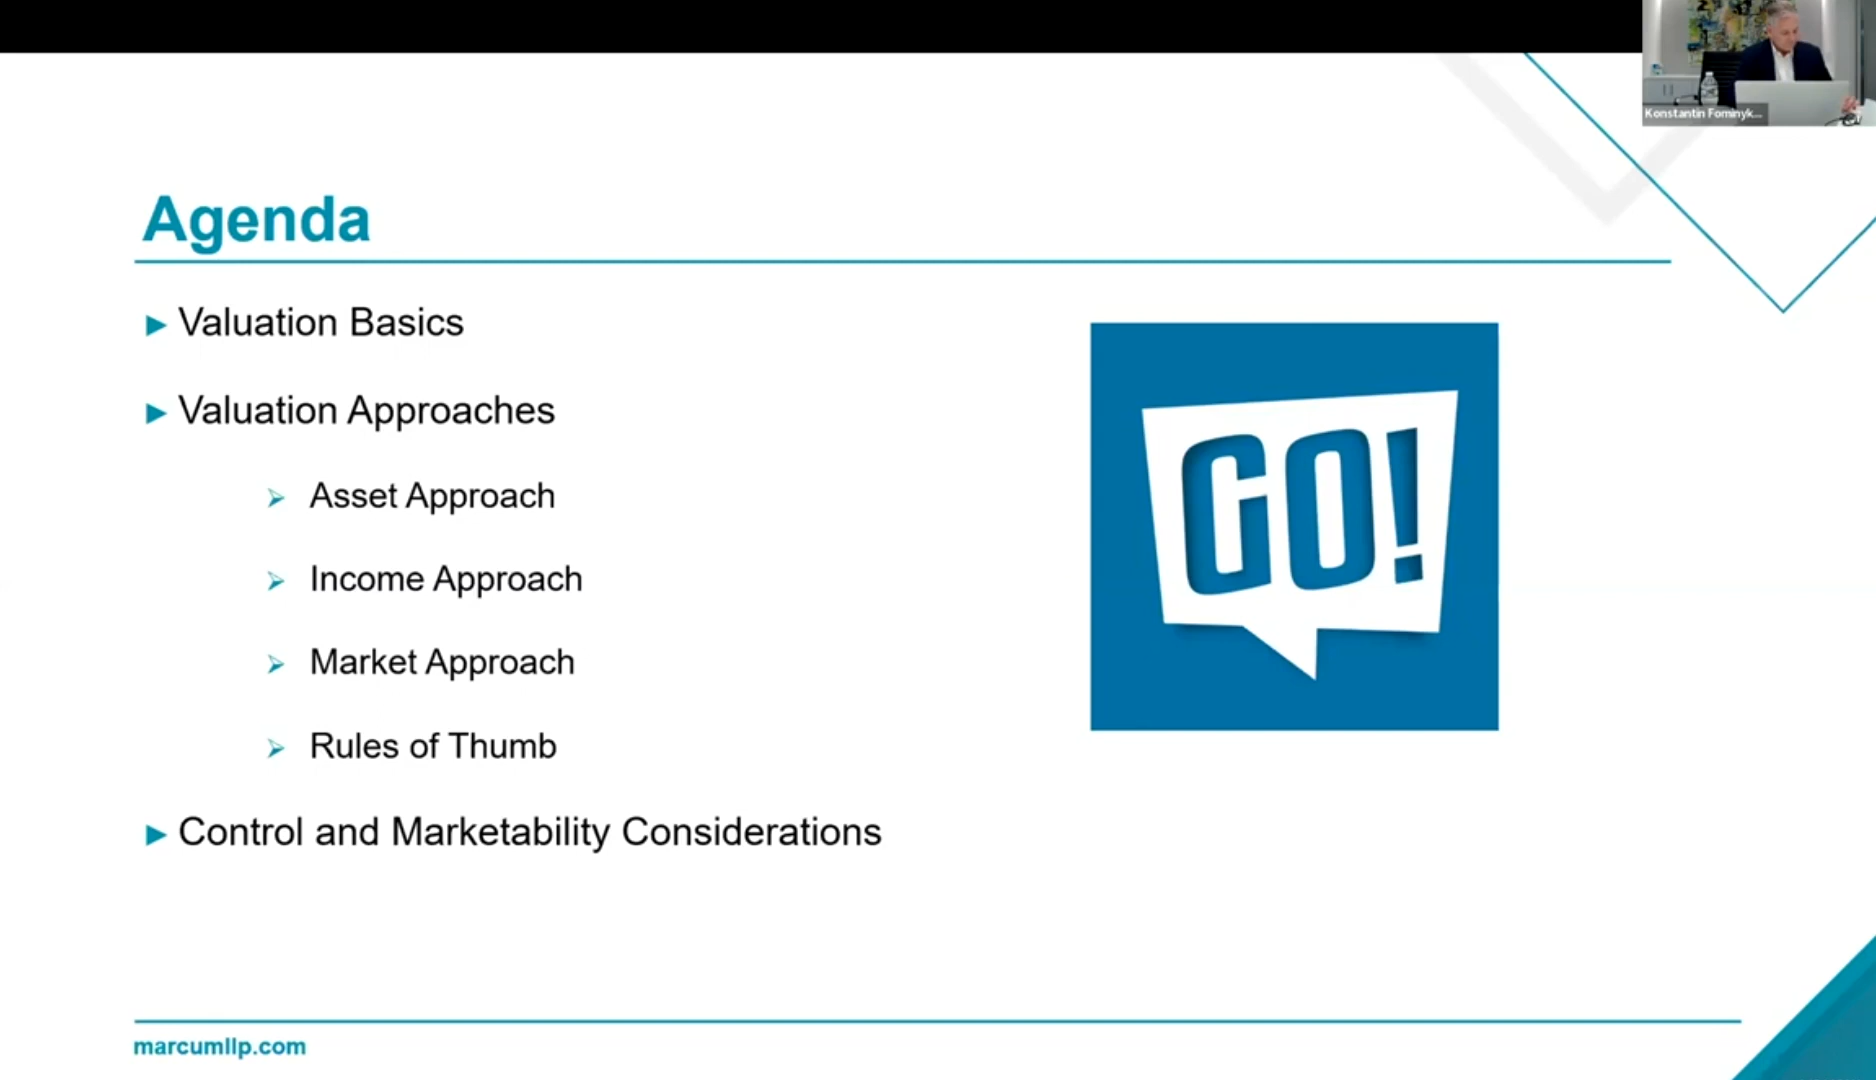 Konstantin Fominyk...
Agenda
Valuation Basics
Valuation Approaches
Asset Approach
Income Approach
Market Approach
Rules of Thumb
Control and Marketability Considerations
GO!
marcumllp.com